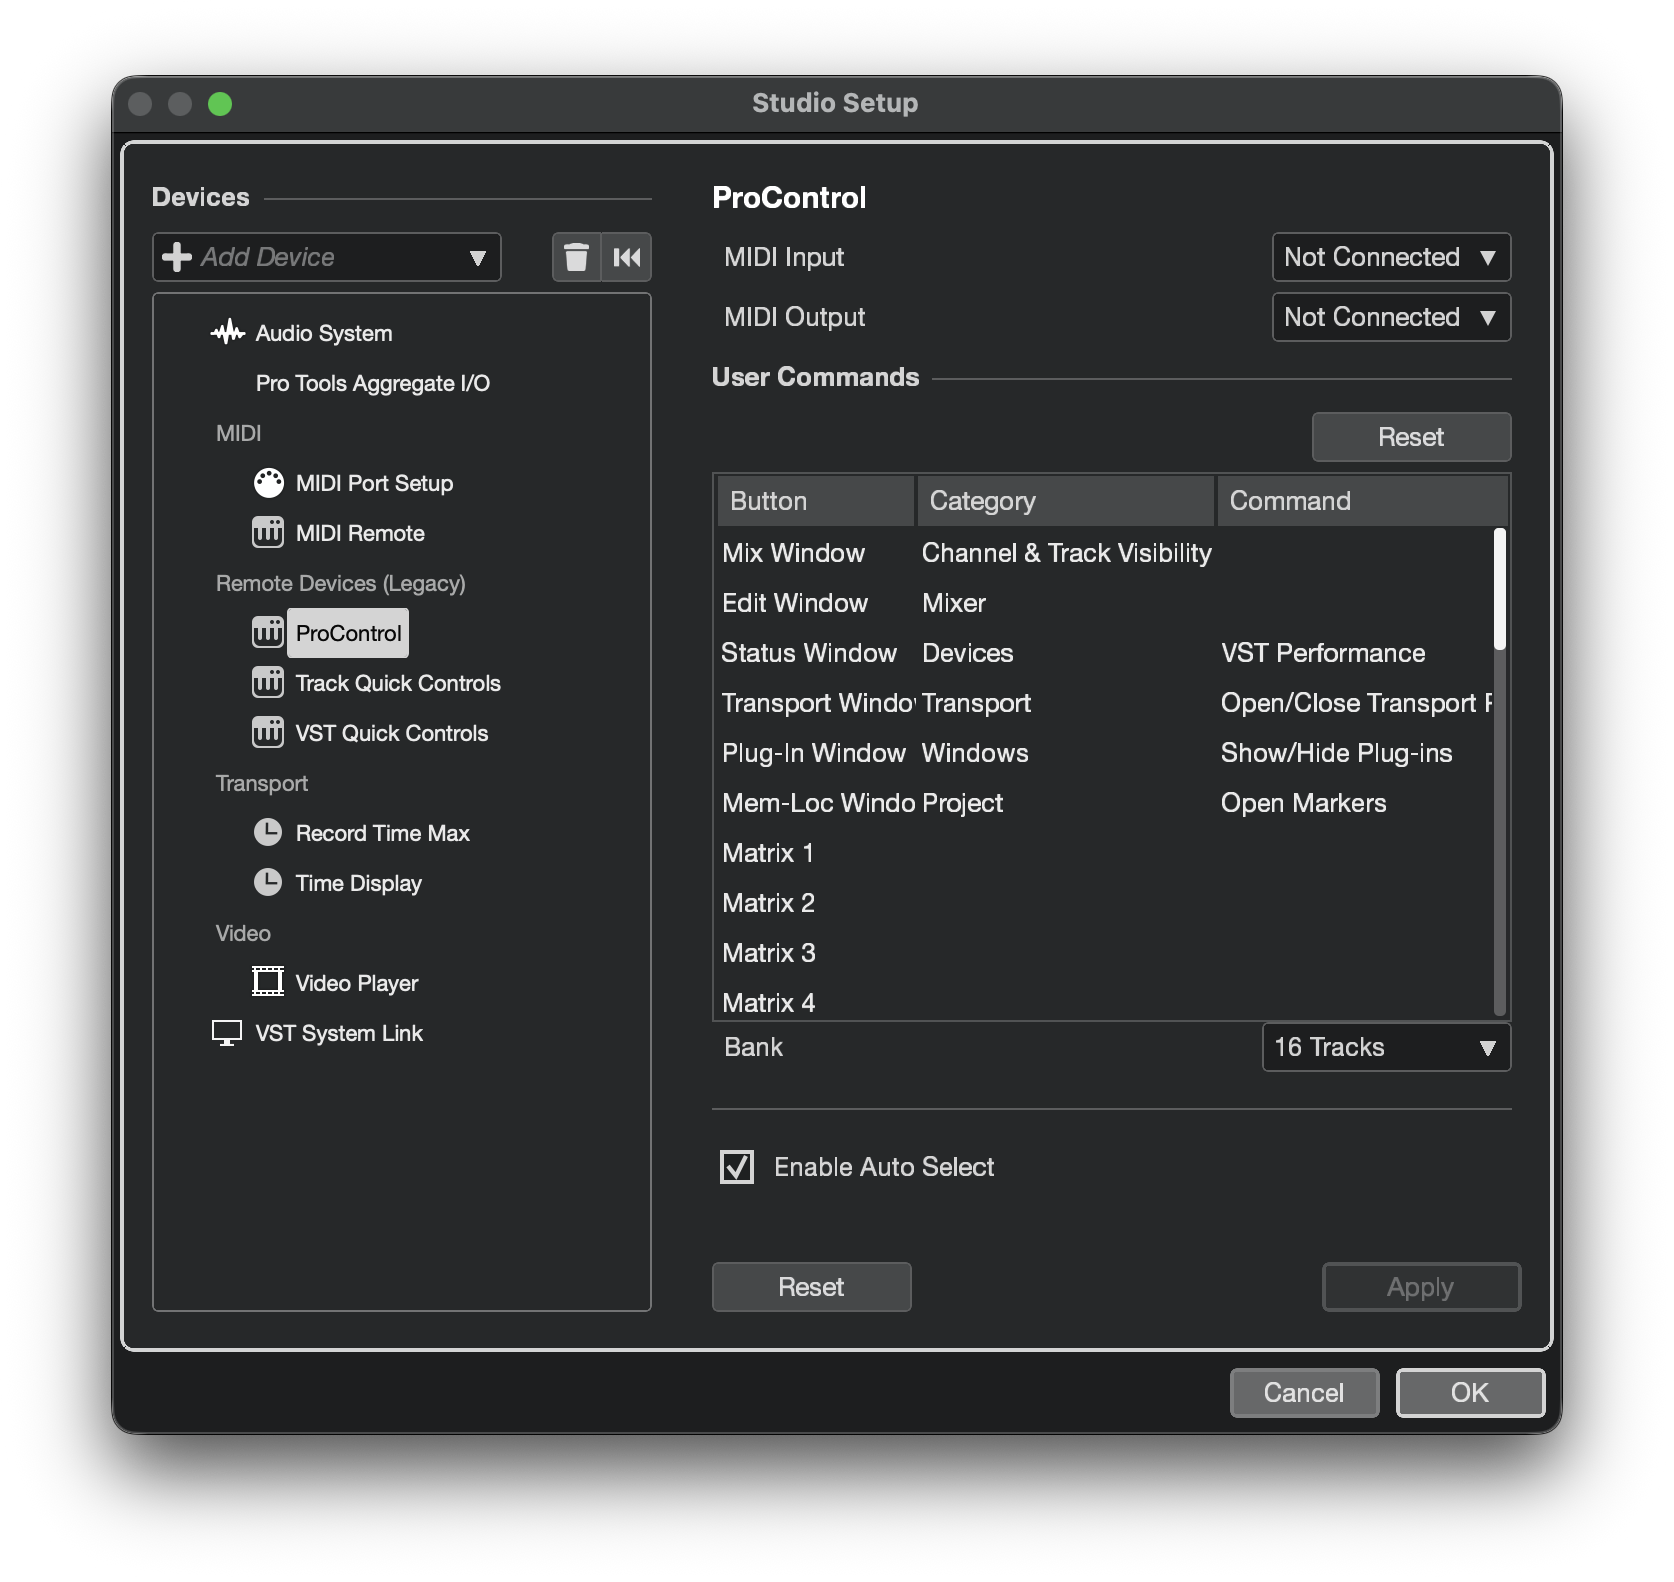 Studio Setup
Devices
Add Device
Audio System
Pro Tools Aggregate I/O
MIDI
MIDI Port Setup
MIDI Remote
Remote Devices (Legacy)
ProControl
Track Quick Controls
VST Quick Controls
Transport
Record Time Max
Time Display
Video
Video Player
VST System Link
ProControl
MIDI Input Not Connected
MIDI Output Not Connected
User Commands
Reset
Button Category Command
Mix Window Channel & Track Visibility
Edit Window Mixer
Status Window Devices VST Performance
Transport Windo Transport Open/Close Transport P
Plug-In Window Windows Show/Hide Plug-ins
Mem-Loc Windo Project Open Markers
Matrix 1
Matrix 2
Matrix 3
Matrix 4
Bank 16 Tracks
Enable Auto Select
Reset Apply
Cancel OK